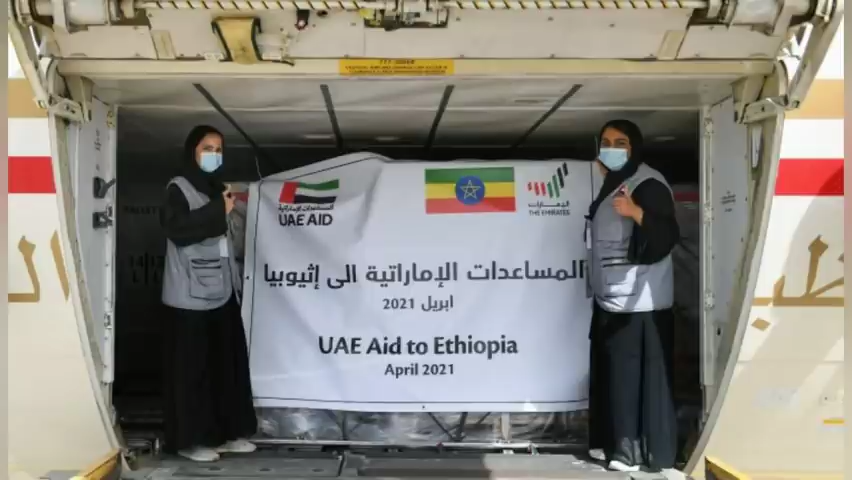 المساعدات الإماراتية
UAE AID
الإمارات
THE EMIRATES
المساعدات الإماراتية الى إثيوبيا
ابريل 2021
UAE Aid to Ethiopia
April 2021